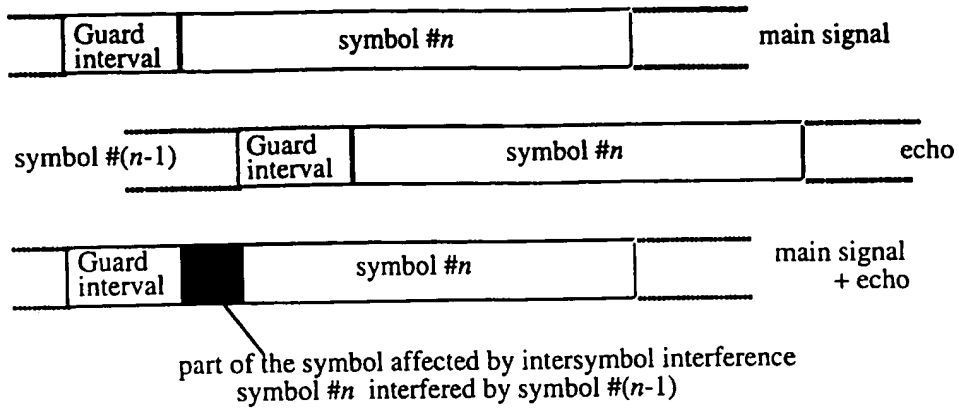 Guard
interval
symbol #n
main signal
symbol #(n-1)
Guard
interval
symbol #n
echo
Guard
interval
symbol #n
main signal
+ echo
part of the symbol affected by intersymbol interference
symbol #n interfered by symbol #(n-1)